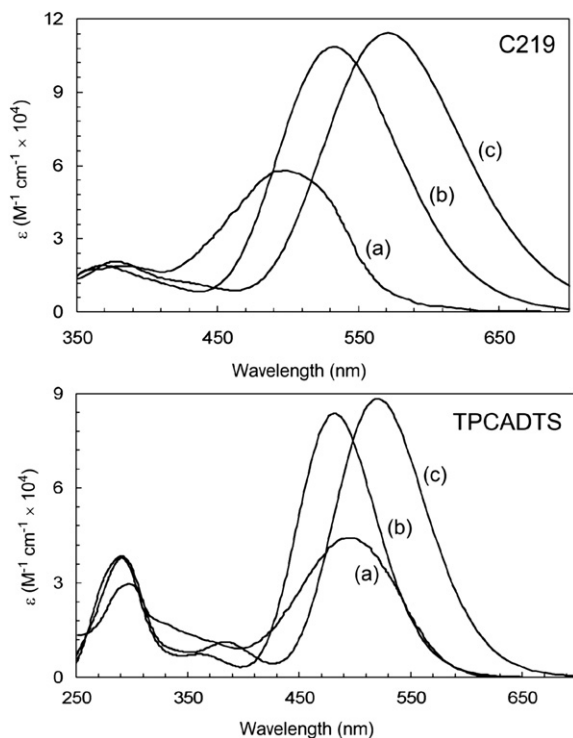 C219
ε (M⁻¹ cm⁻¹ × 10⁴)
12
9
6
3
0
(a)
(b)
(c)
350 450 550 650
Wavelength (nm)
TPCADTS
ε (M⁻¹ cm⁻¹ × 10⁴)
9
6
3
0
(c)
(b)
(a)
250 350 450 550 650
Wavelength (nm)